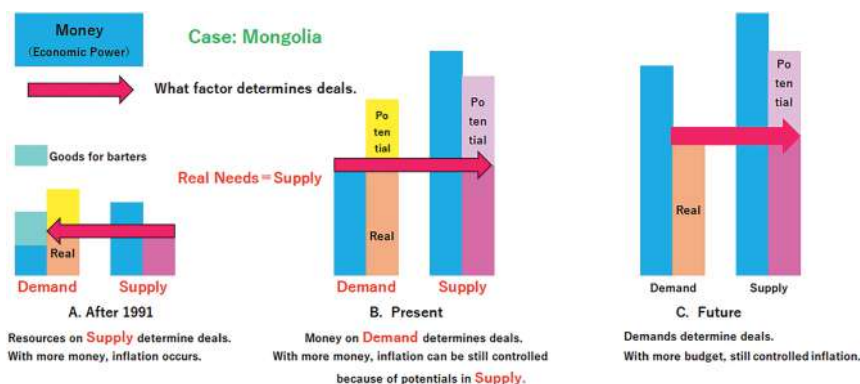 Money
(Economic Power)
Case: Mongolia
What factor determines deals.
Goods for barters
Real Needs=Supply
Real
Demand
Supply
A. After 1991
Resources on Supply determine deals.
With more money, inflation occurs.
Po
ten
tial
Real
Po
ten
tial
Demand
Supply
B. Present
Money on Demand determines deals.
With more money, inflation can be still controlled
because of potentials in Supply.
Real
Po
ten
tial
Demand
Supply
C. Future
Demands determine deals.
With more budget, still controlled inflation.